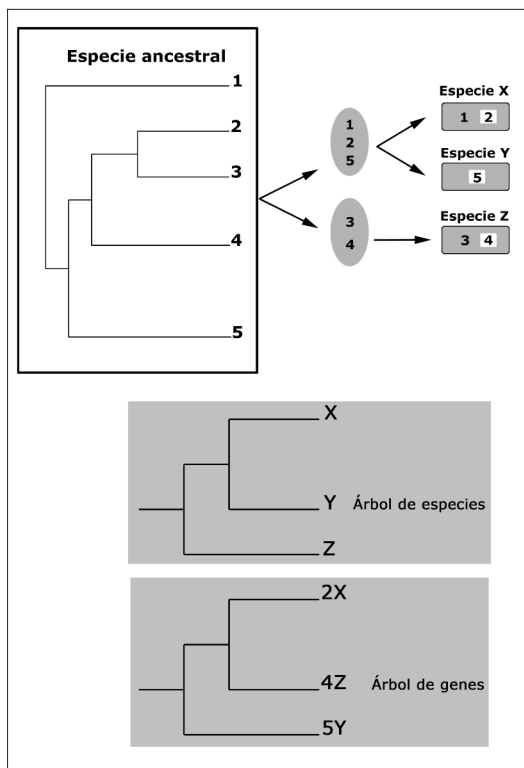 Especie ancestral
1
2
3
4
5
1
2
5
3
4
Especie X
1 2
Especie Y
5
Especie Z
3 4
X
Y Árbol de especies
Z
2X
4Z Árbol de genes
5Y